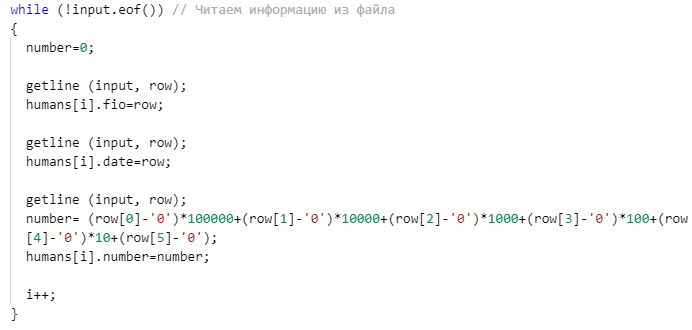 while (!input.eof()) // Читаем информацию из файла
{
number=0;
getline (input, row);
humans[i].fio=row;
getline (input, row);
humans[i].date=row;
getline (input, row);
number= (row[0]-'0')*100000+(row[1]-'0')*10000+(row[2]-'0')*1000+(row[3]-'0')*100+(row
[4]-'0')*10+(row[5]-'0');
humans[i].number=number;
i++;
}